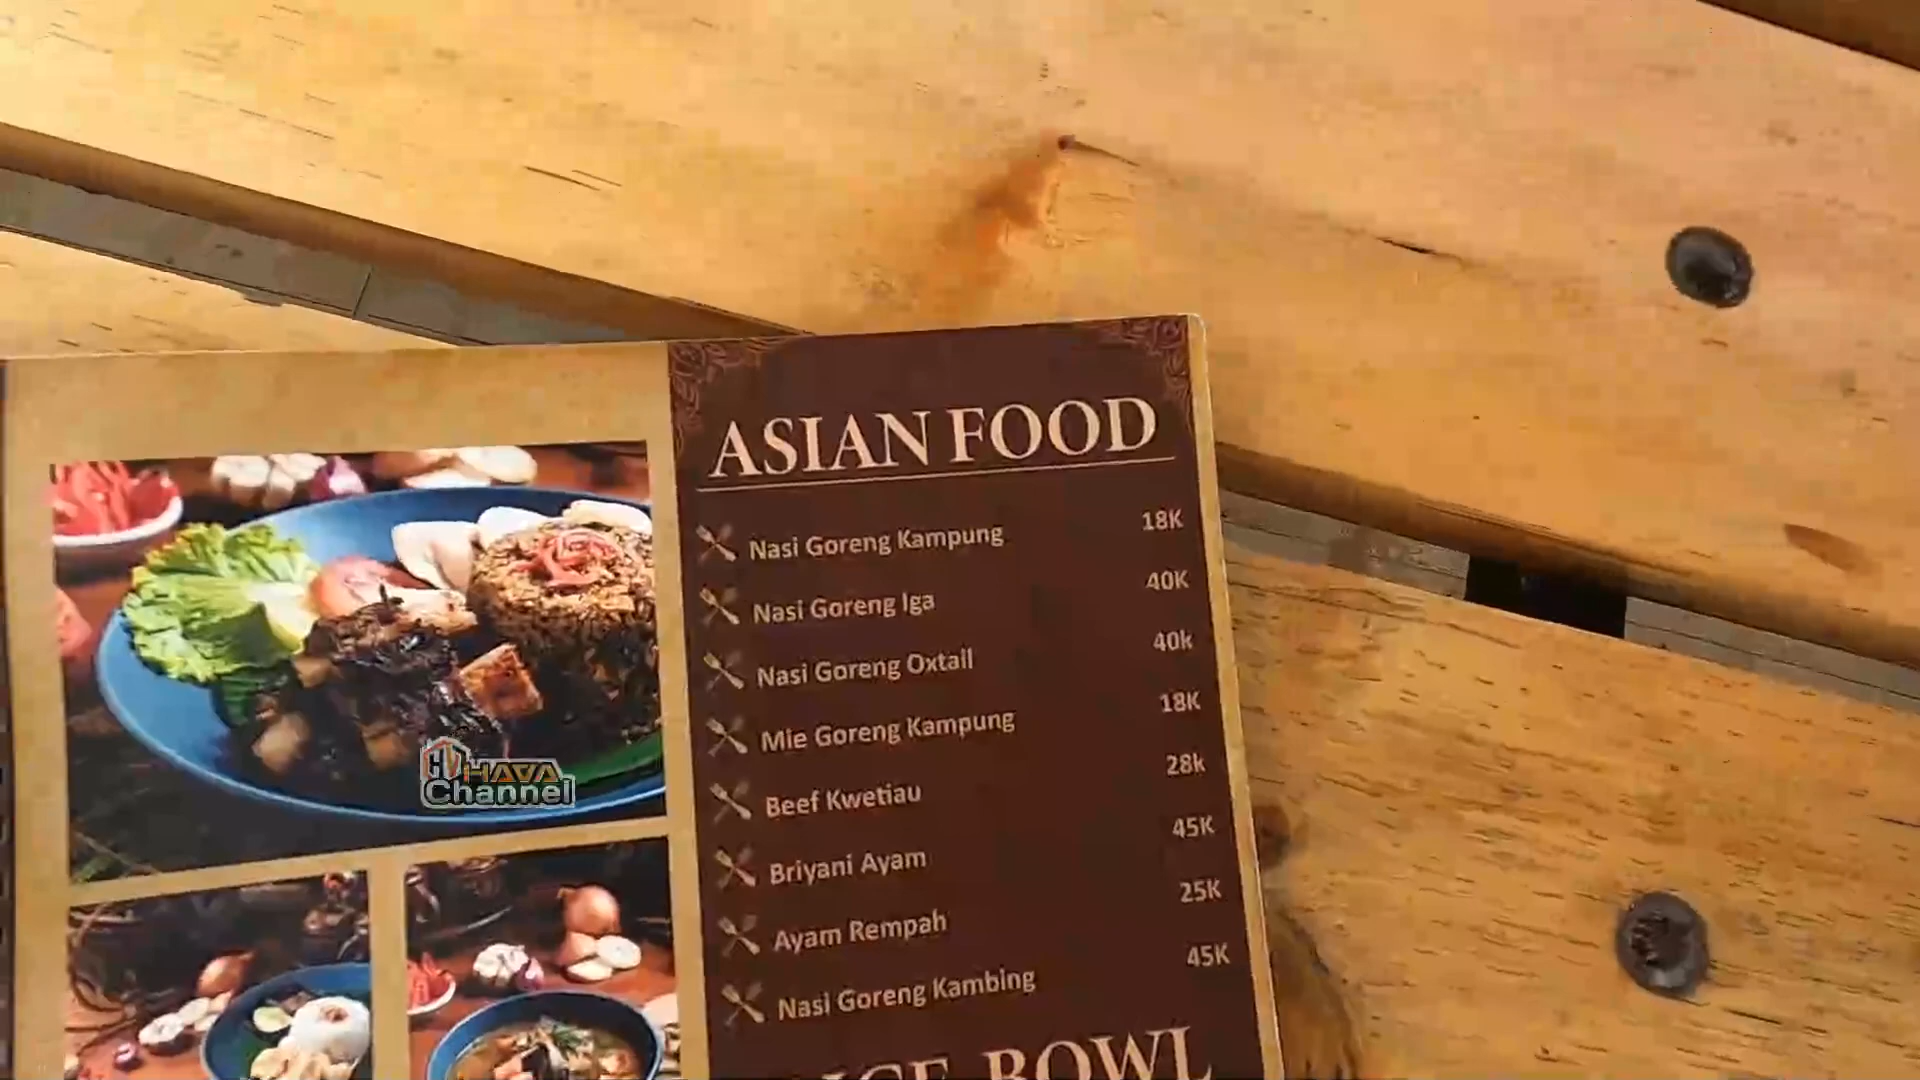 ASIAN FOOD
Nasi Goreng Kampung 18K
Nasi Goreng Iga 40K
Nasi Goreng Oxtail 40k
Mie Goreng Kampung 18K
Beef Kwetiau 28k
Briyani Ayam 45K
Ayam Rempah 25K
Nasi Goreng Kambing 45K
BOWL
HAVA
Channel